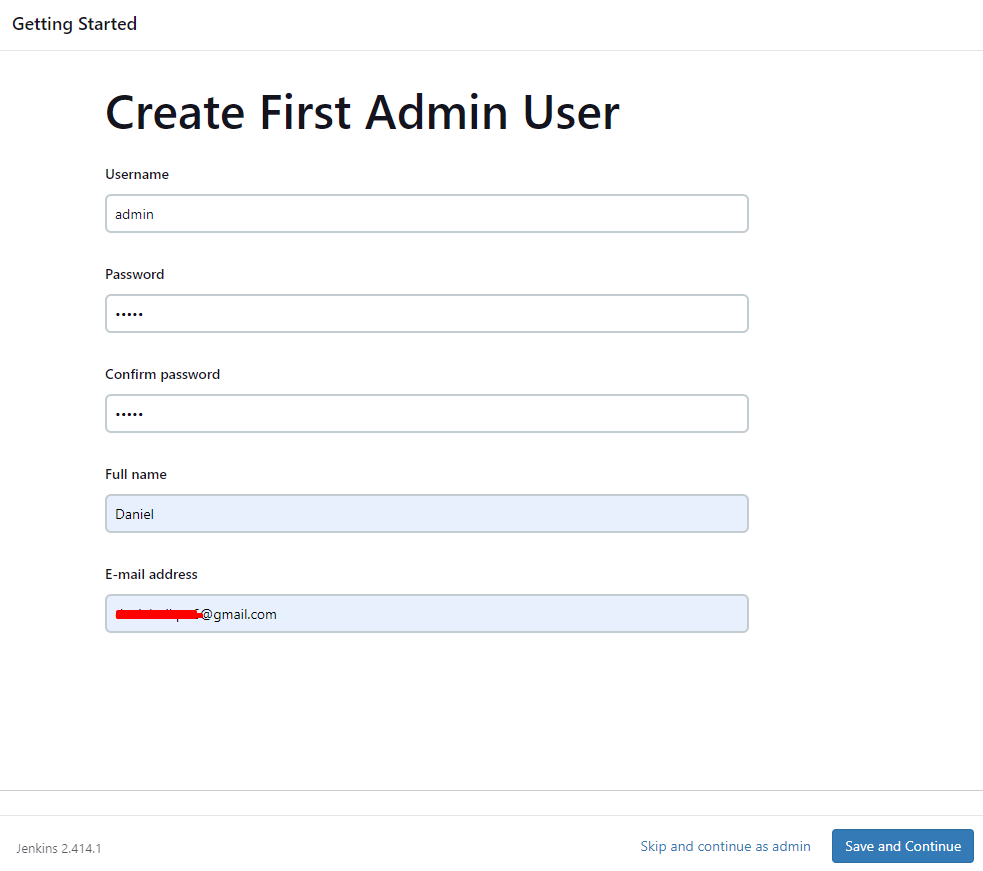 Getting Started
Create First Admin User
Username
admin
Password
•••••
Confirm password
•••••
Full name
Daniel
E-mail address
@gmail.com
Jenkins 2.414.1
Skip and continue as admin
Save and Continue